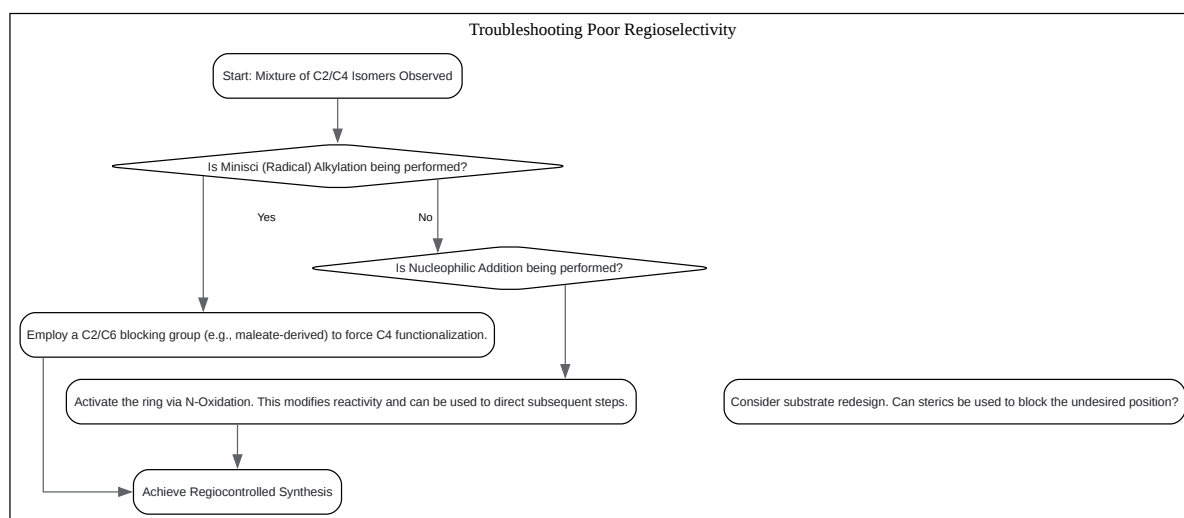 Troubleshooting Poor Regioselectivity
Start: Mixture of C2/C4 Isomers Observed
Is Minisci (Radical) Alkylation being performed?
Yes
No
Is Nucleophilic Addition being performed?
Employ a C2/C6 blocking group (e.g., maleate-derived) to force C4 functionalization.
Activate the ring via N-Oxidation. This modifies reactivity and can be used to direct subsequent steps.
Consider substrate redesign. Can sterics be used to block the undesired position?
Achieve Regiocontrolled Synthesis